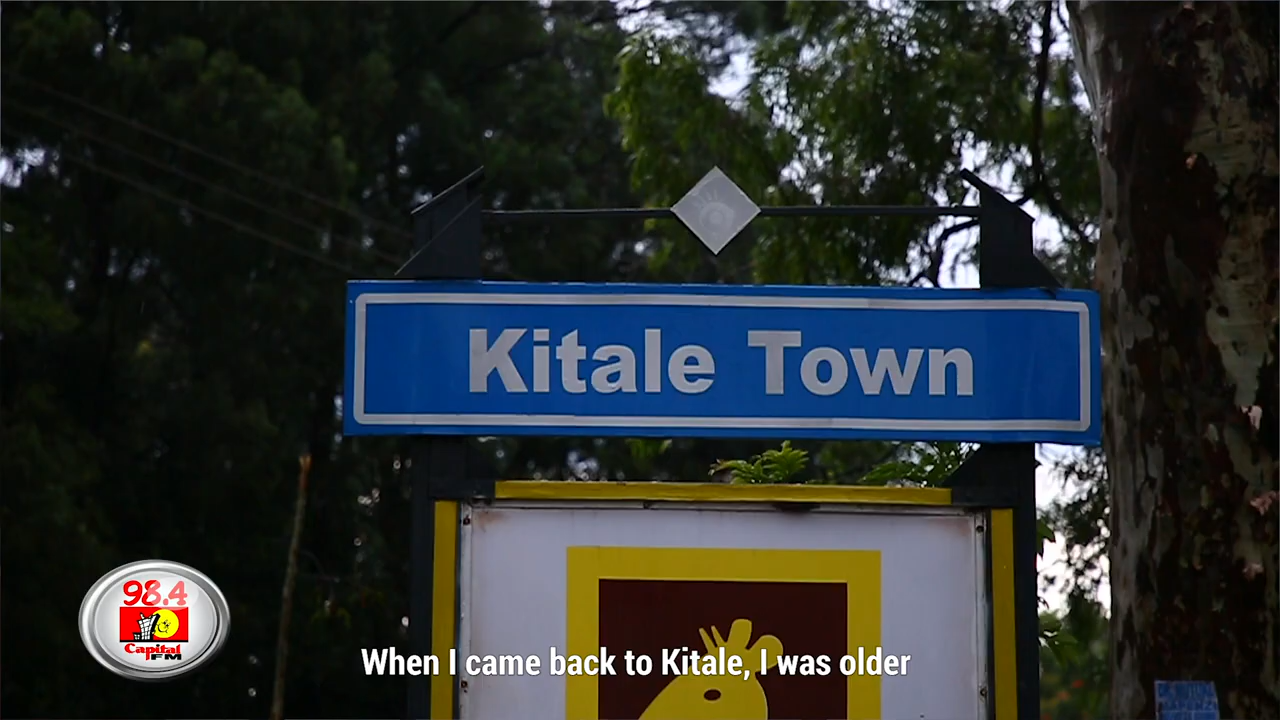 Kitale Town
98.4
Capital
FM
When I came back to Kitale, I was older